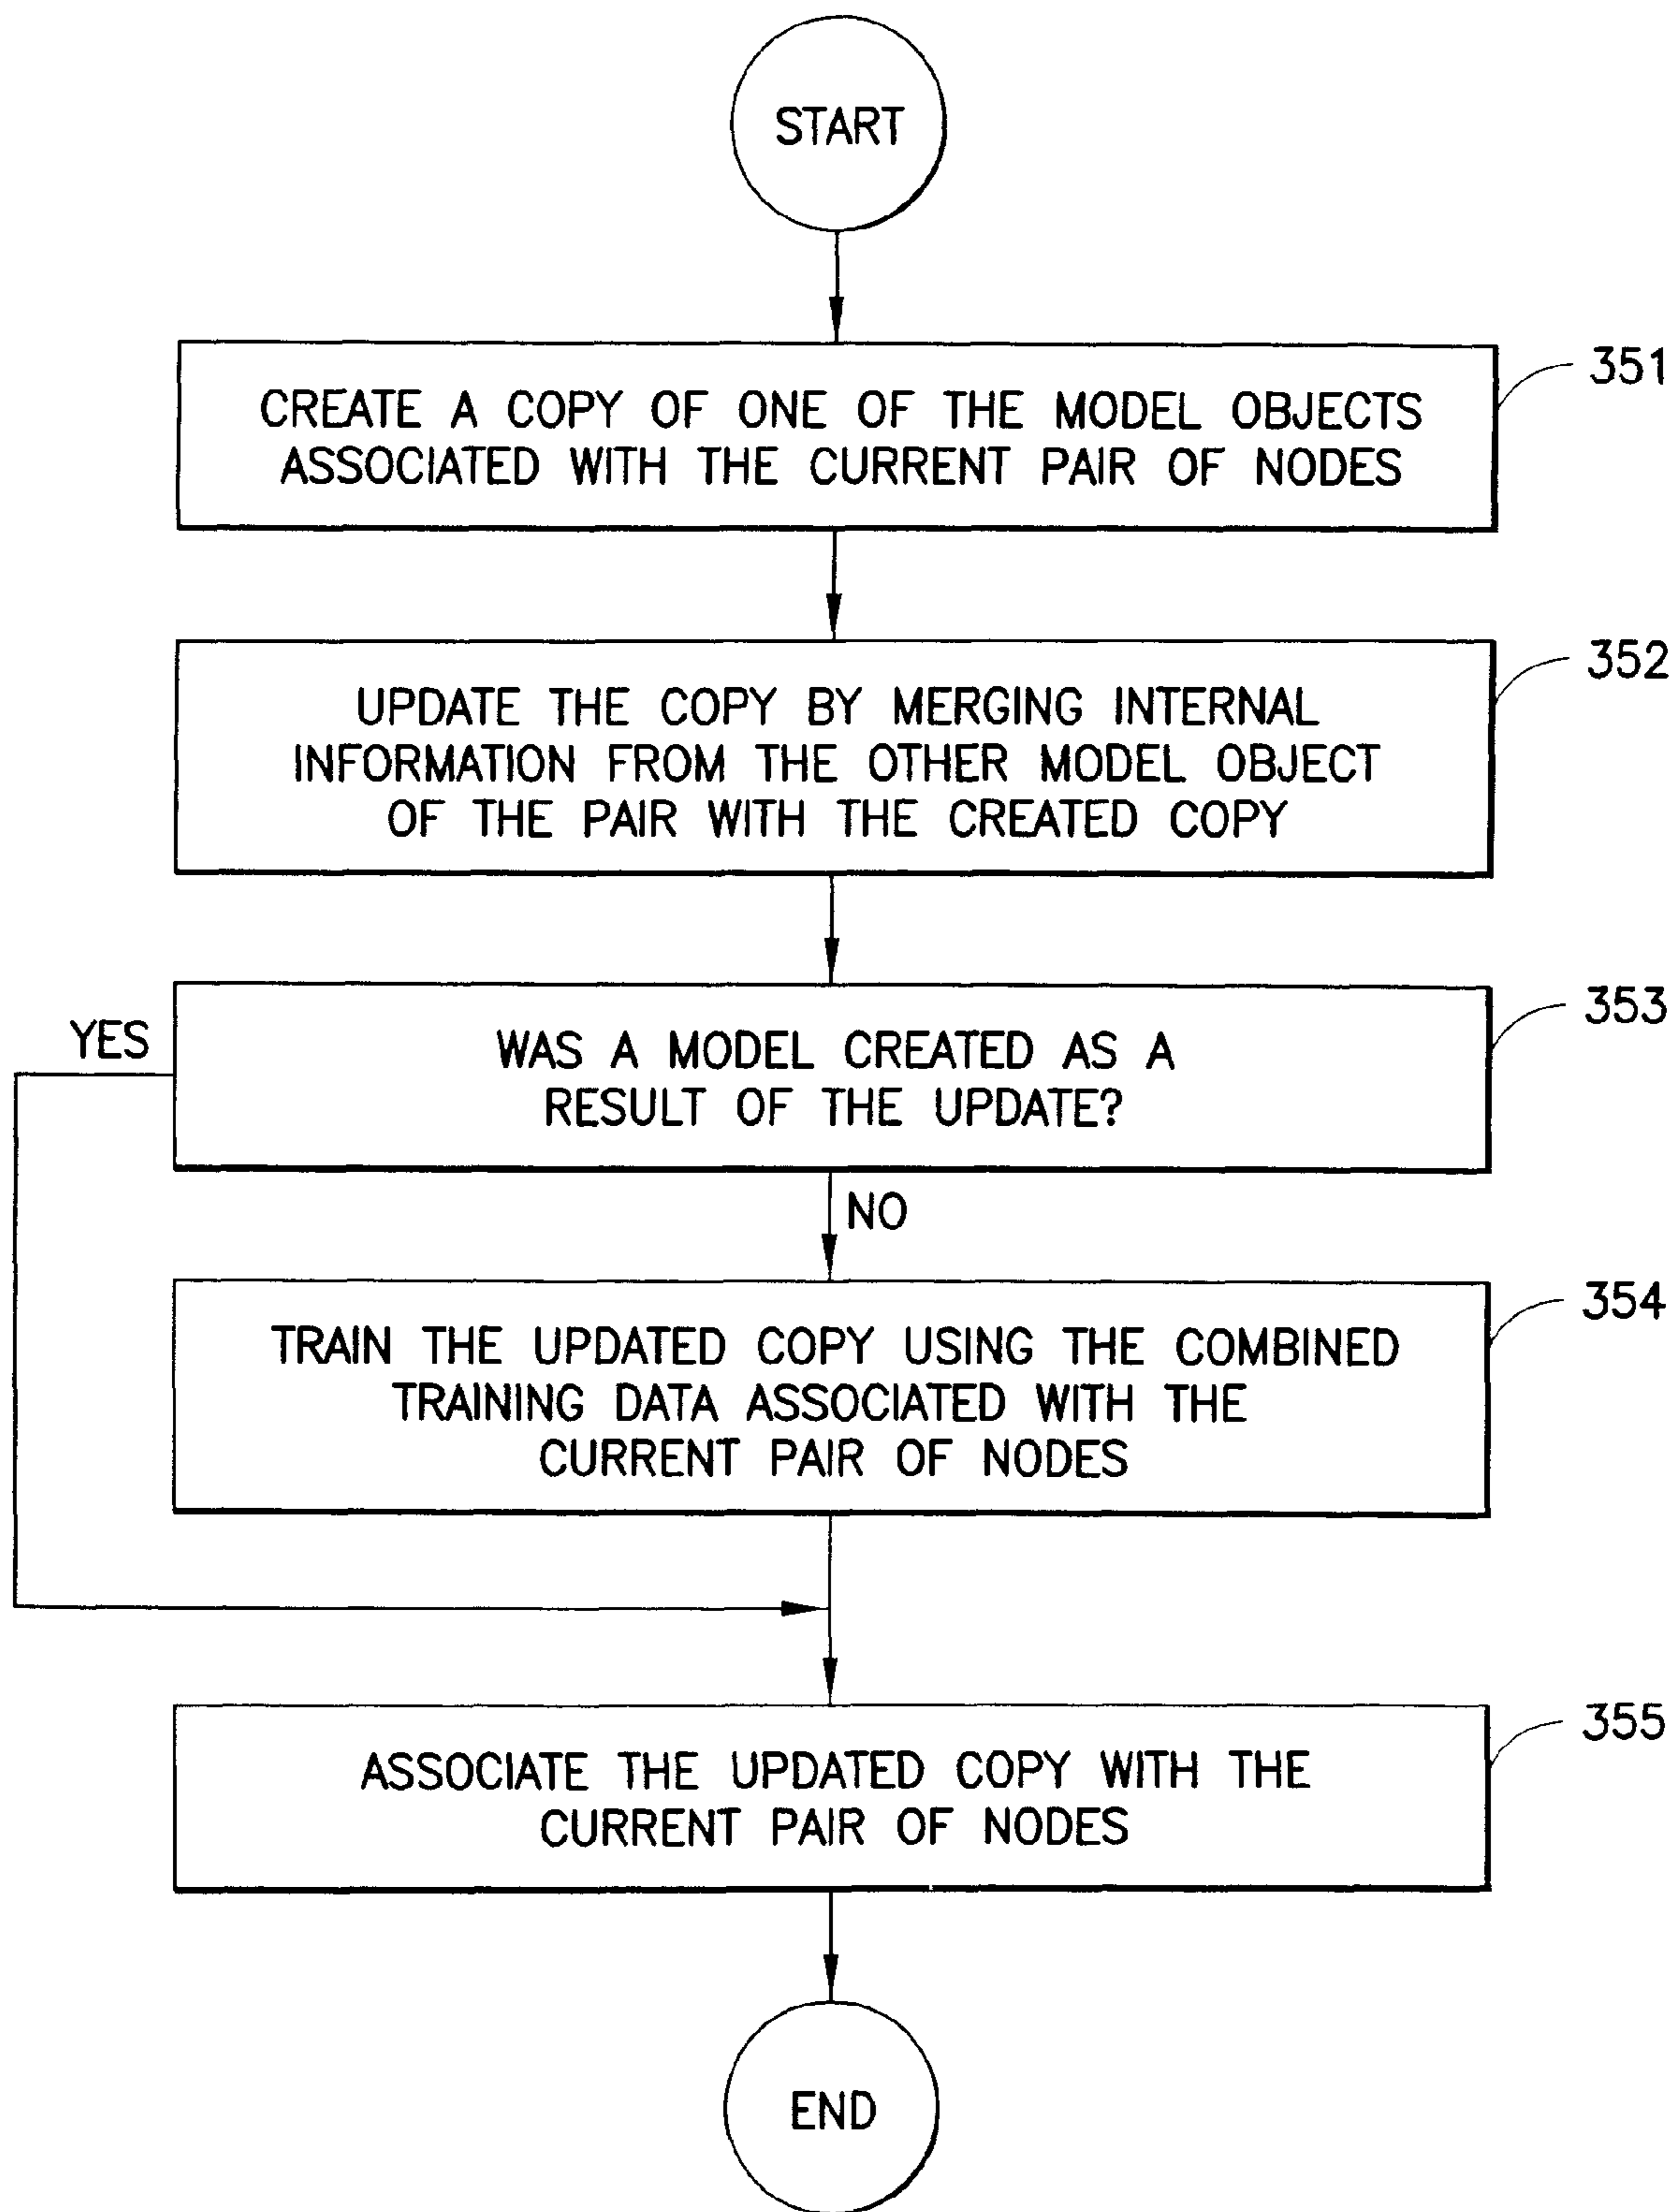 START
351
CREATE A COPY OF ONE OF THE MODEL OBJECTS
ASSOCIATED WITH THE CURRENT PAIR OF NODES
352
UPDATE THE COPY BY MERGING INTERNAL
INFORMATION FROM THE OTHER MODEL OBJECT
OF THE PAIR WITH THE CREATED COPY
353
YES
WAS A MODEL CREATED AS A
RESULT OF THE UPDATE?
NO
354
TRAIN THE UPDATED COPY USING THE COMBINED
TRAINING DATA ASSOCIATED WITH THE
CURRENT PAIR OF NODES
355
ASSOCIATE THE UPDATED COPY WITH THE
CURRENT PAIR OF NODES
END